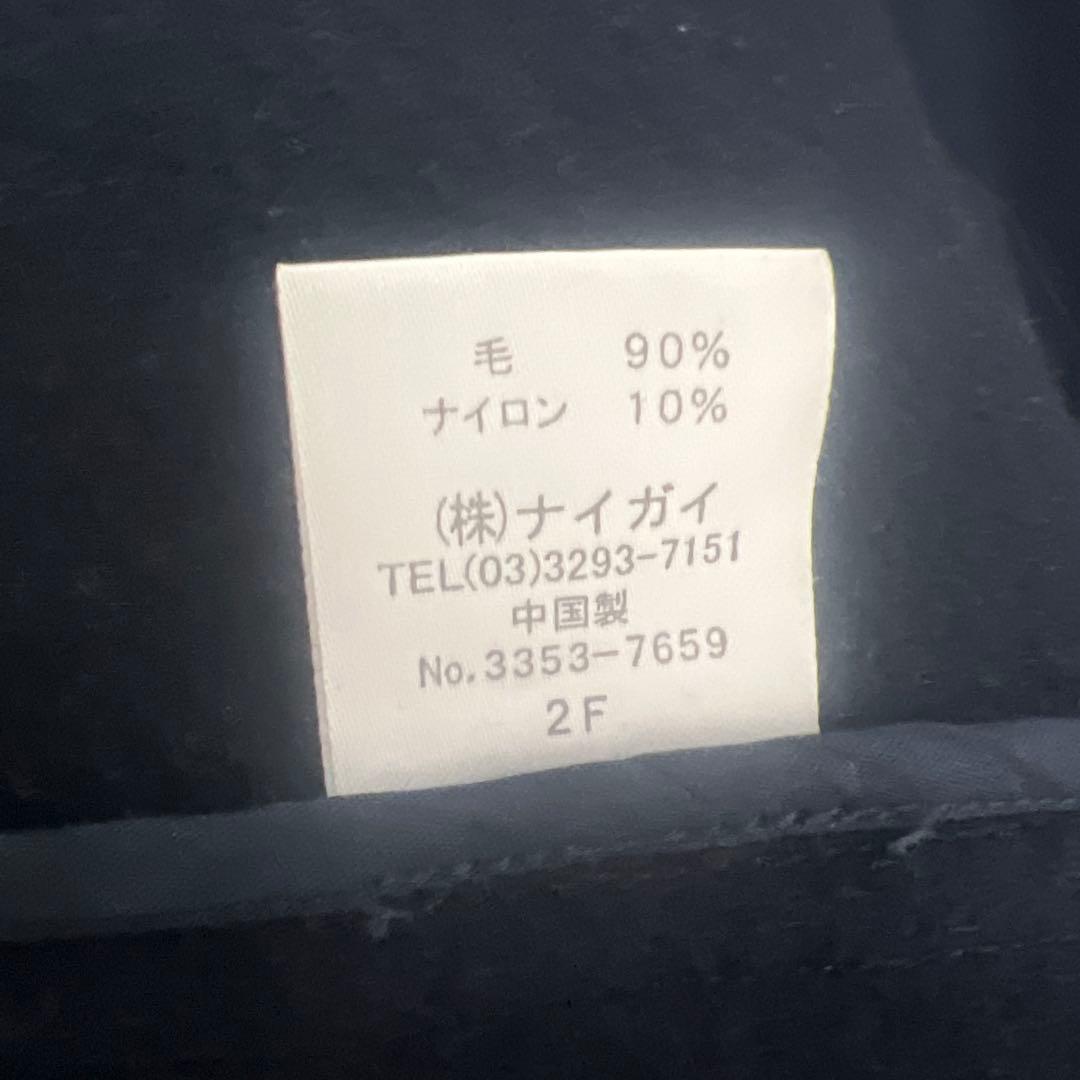 毛 90%
ナイロン 10%
(株)ナイガイ
TEL(03)3293-7151
中国製
No.3353-7659
2F